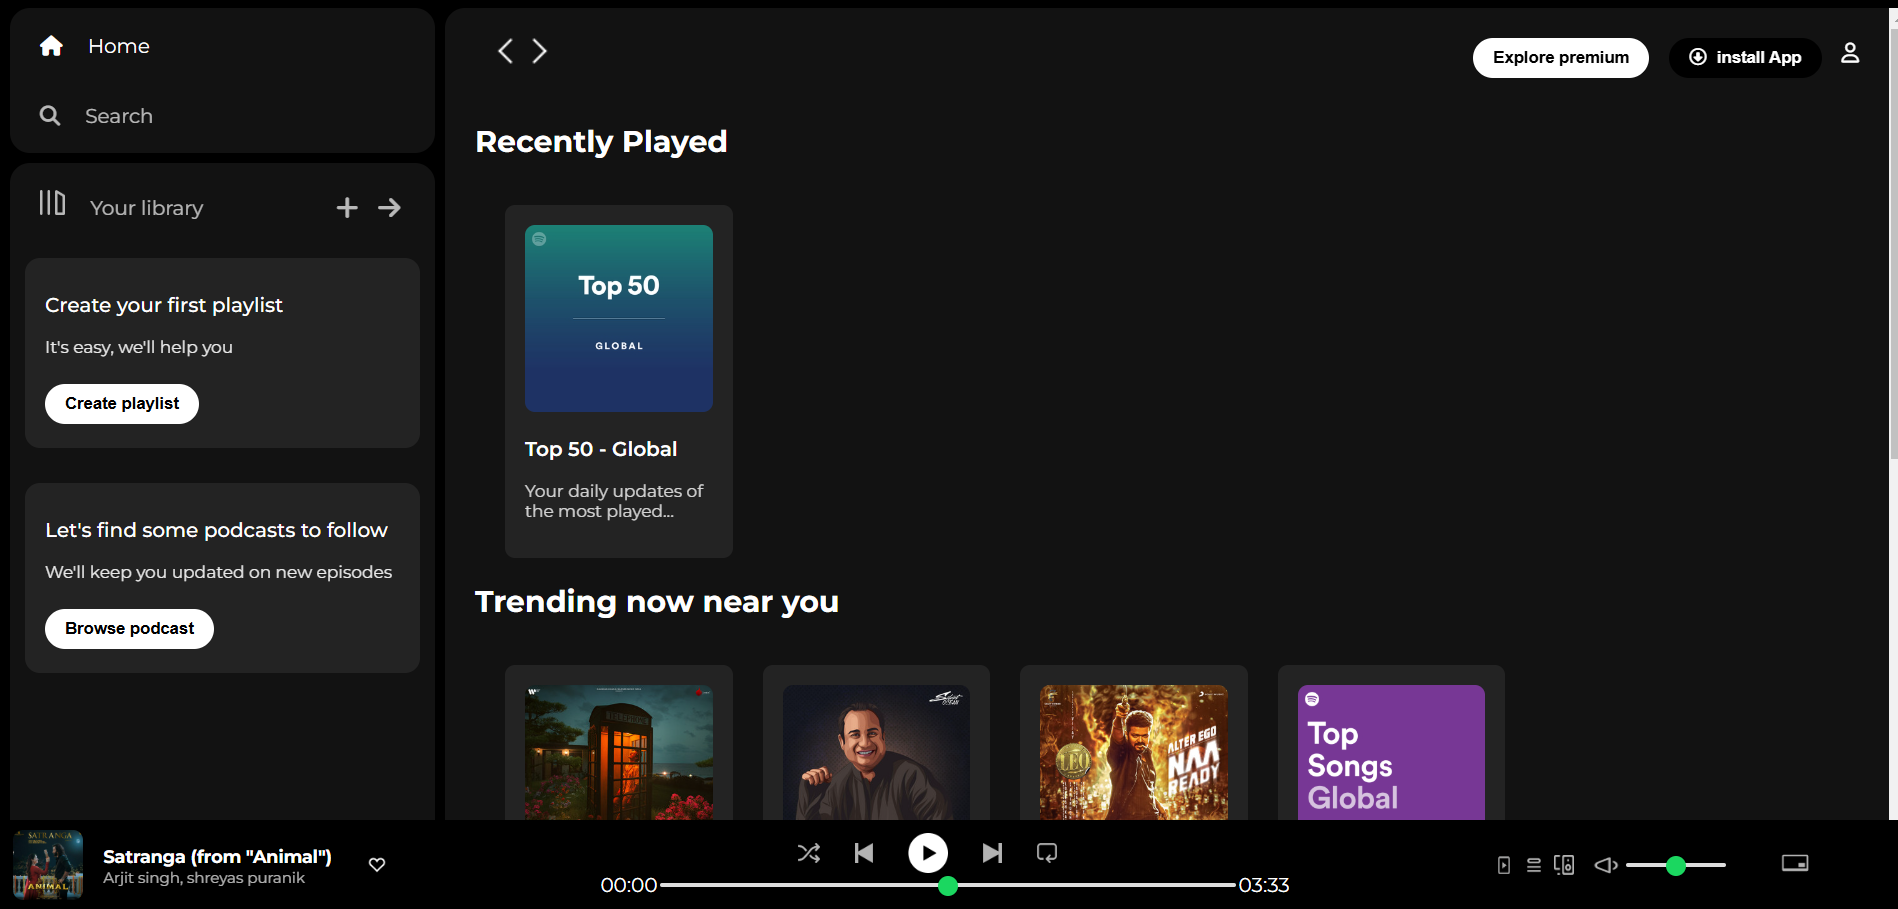 Home
Search
Your library
Create your first playlist
It's easy, we'll help you
Create playlist
Let's find some podcasts to follow
We'll keep you updated on new episodes
Browse podcast
Explore premium
install App
Recently Played
Top 50
GLOBAL
Top 50 - Global
Your daily updates of
the most played...
Trending now near you
TELEPHONE
LEO
ALTER EGO
NAA
READY
Top
Songs
Global
SATRANGA
ANIMAL
Satranga (from "Animal")
Arjit singh, shreyas puranik
00:00
03:33